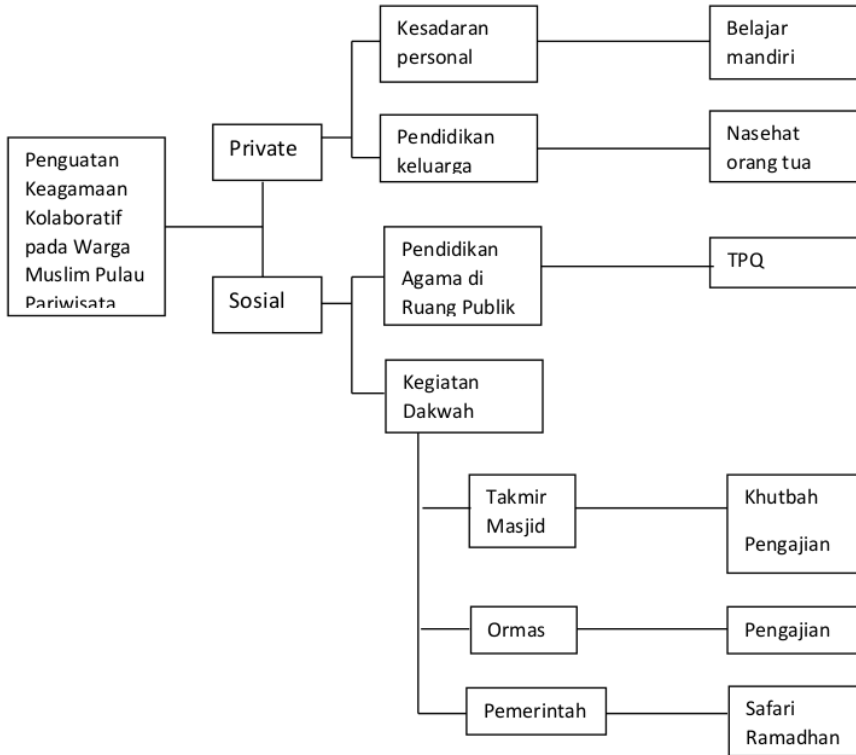 Kesadaran
personal
Belajar
mandiri
Penguatan
Keagamaan
Kolaboratif
pada Warga
Muslim Pulau
Pariwisata
Private
Pendidikan
keluarga
Nasehat
orang tua
Sosial
Pendidikan
Agama di
Ruang Publik
TPQ
Kegiatan
Dakwah
Takmir
Masjid
Khutbah
Pengajian
Ormas
Pengajian
Pemerintah
Safari
Ramadhan